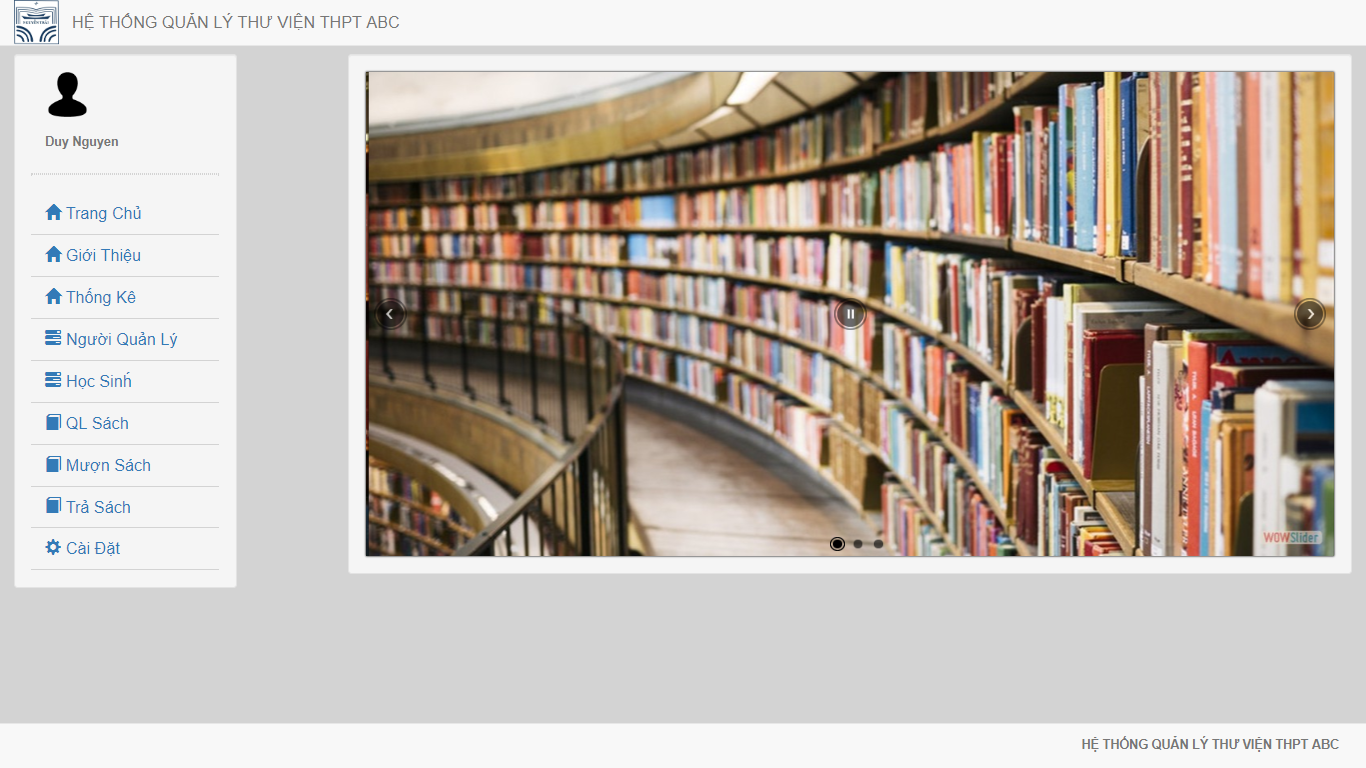 HỆ THỐNG QUẢN LÝ THƯ VIỆN THPT ABC
Duy Nguyen
Trang Chủ
Giới Thiệu
Thống Kê
Người Quản Lý
Học Sinh
QL Sách
Mượn Sách
Trả Sách
Cài Đặt
WOWSlider
HỆ THỐNG QUẢN LÝ THƯ VIỆN THPT ABC